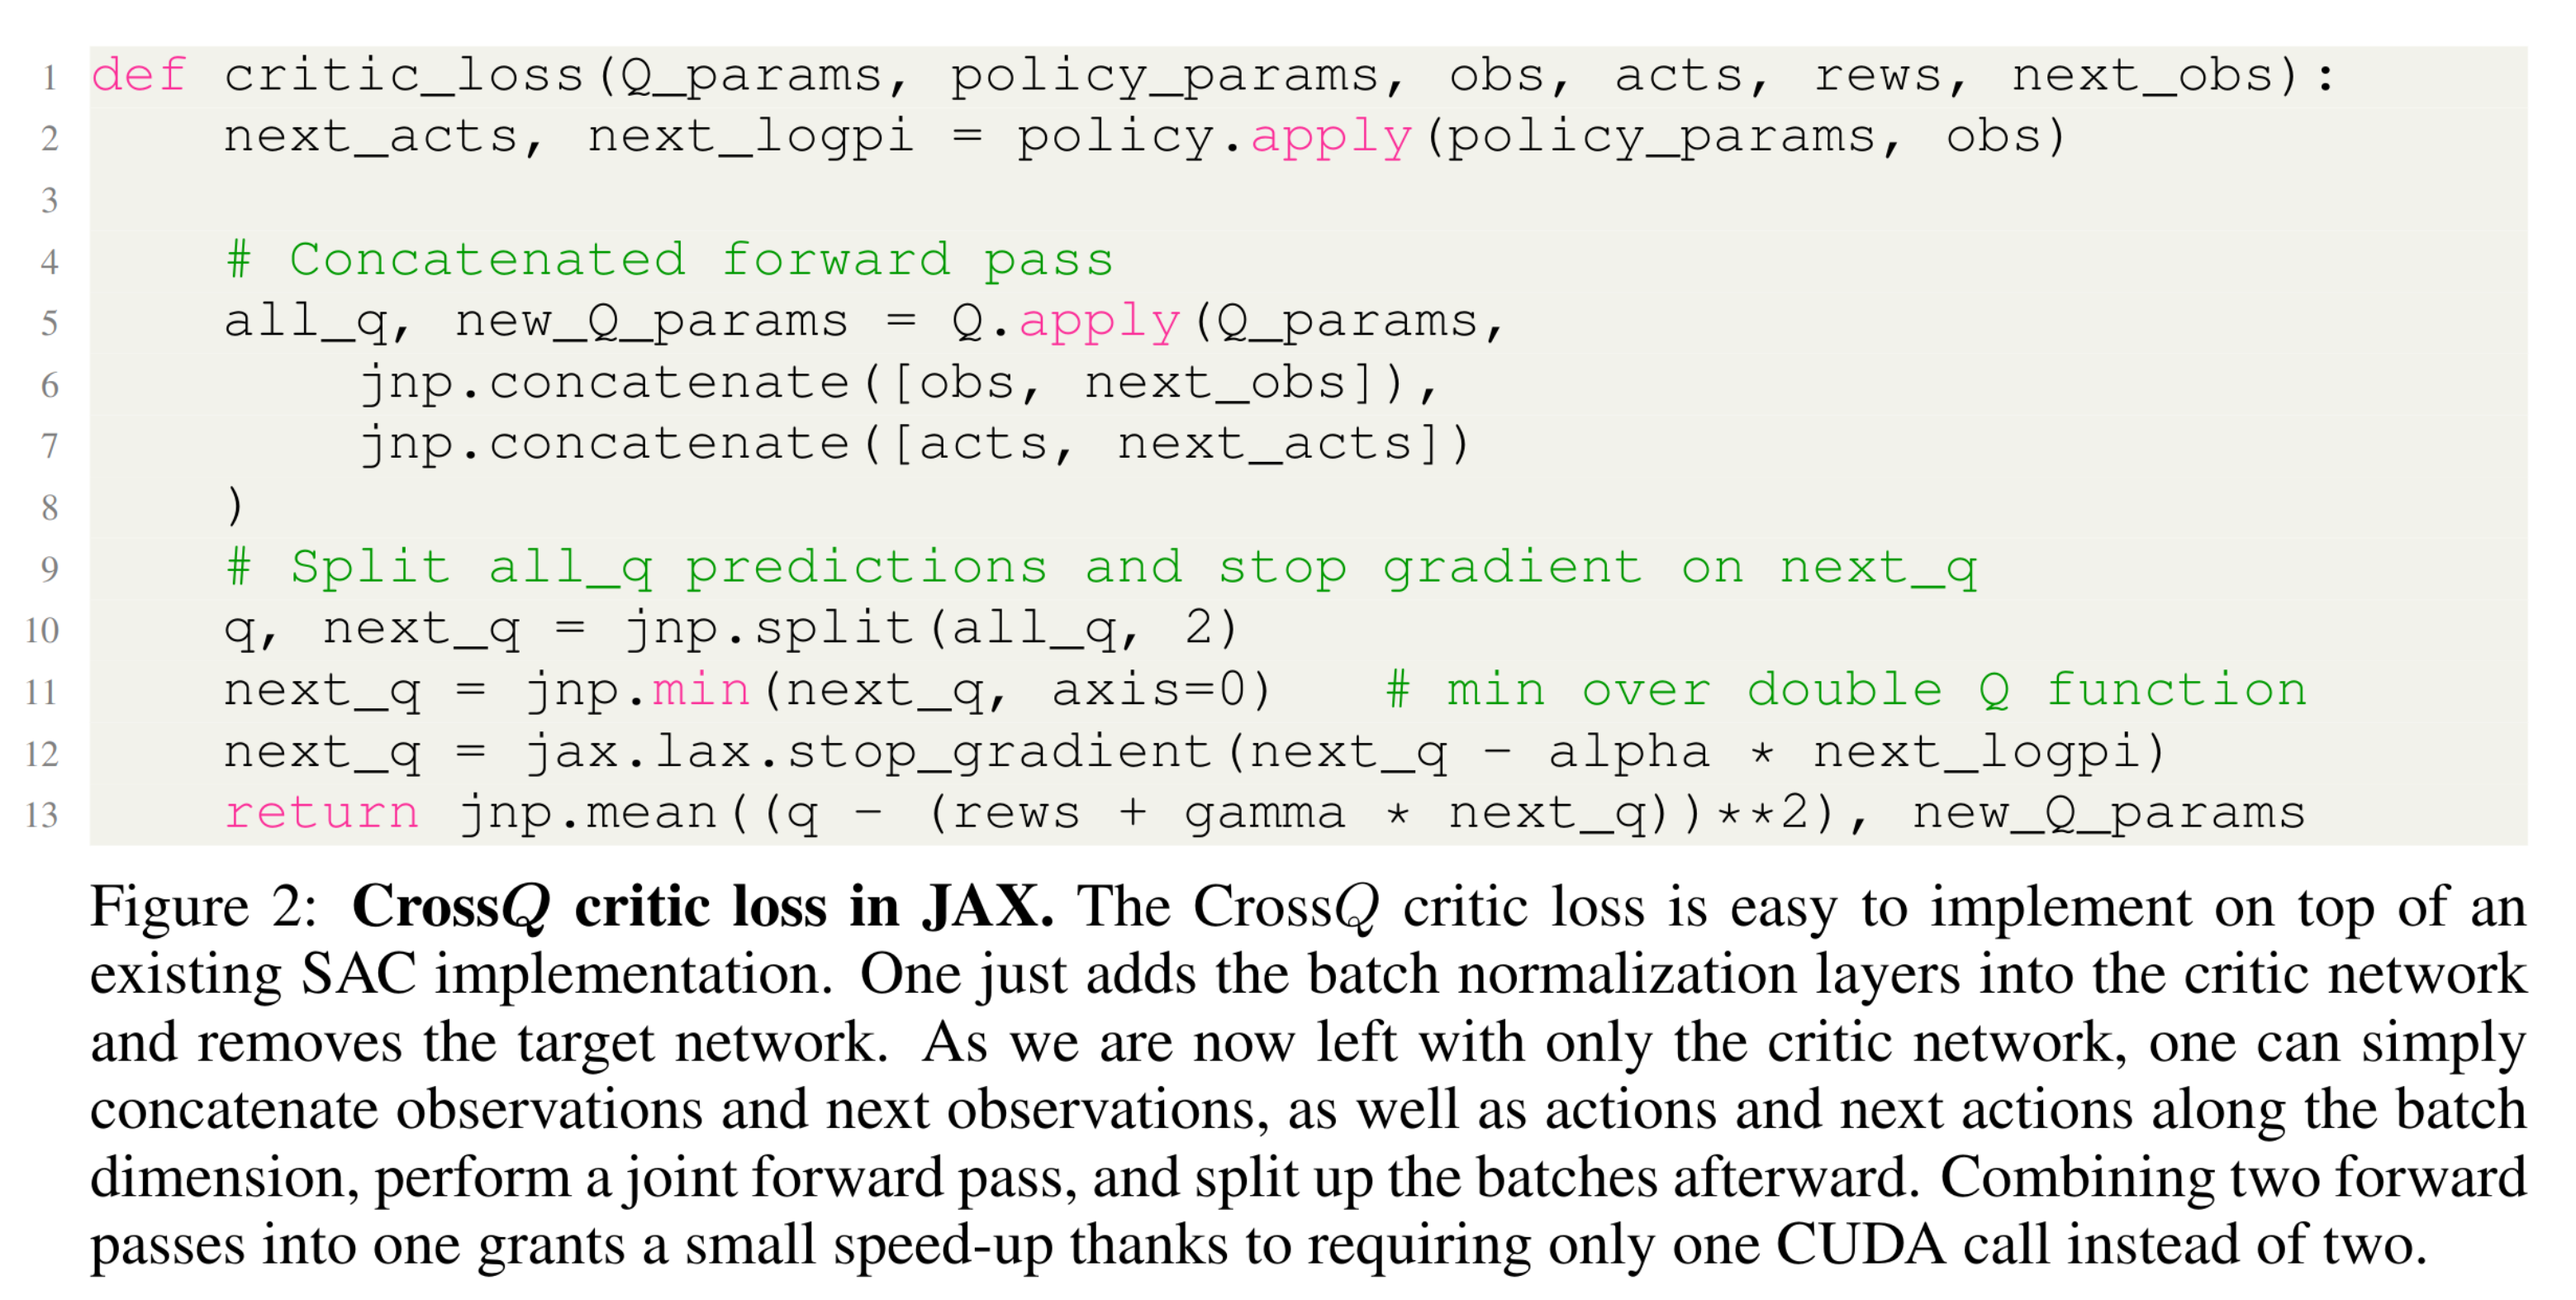 1 def critic_loss(Q_params, policy_params, obs, acts, rews, next_obs):
2     next_acts, next_logpi = policy.apply(policy_params, obs)
3
4     # Concatenated forward pass
5     all_q, new_Q_params = Q.apply(Q_params,
6         jnp.concatenate([obs, next_obs]),
7         jnp.concatenate([acts, next_acts])
8     )
9     # Split all_q predictions and stop gradient on next_q
10     q, next_q = jnp.split(all_q, 2)
11     next_q = jnp.min(next_q, axis=0)   # min over double Q function
12     next_q = jax.lax.stop_gradient(next_q - alpha * next_logpi)
13     return jnp.mean((q - (rews + gamma * next_q))**2), new_Q_params
Figure 2: CrossQ critic loss in JAX. The CrossQ critic loss is easy to implement on top of an
existing SAC implementation. One just adds the batch normalization layers into the critic network
and removes the target network. As we are now left with only the critic network, one can simply
concatenate observations and next observations, as well as actions and next actions along the batch
dimension, perform a joint forward pass, and split up the batches afterward. Combining two forward
passes into one grants a small speed-up thanks to requiring only one CUDA call instead of two.